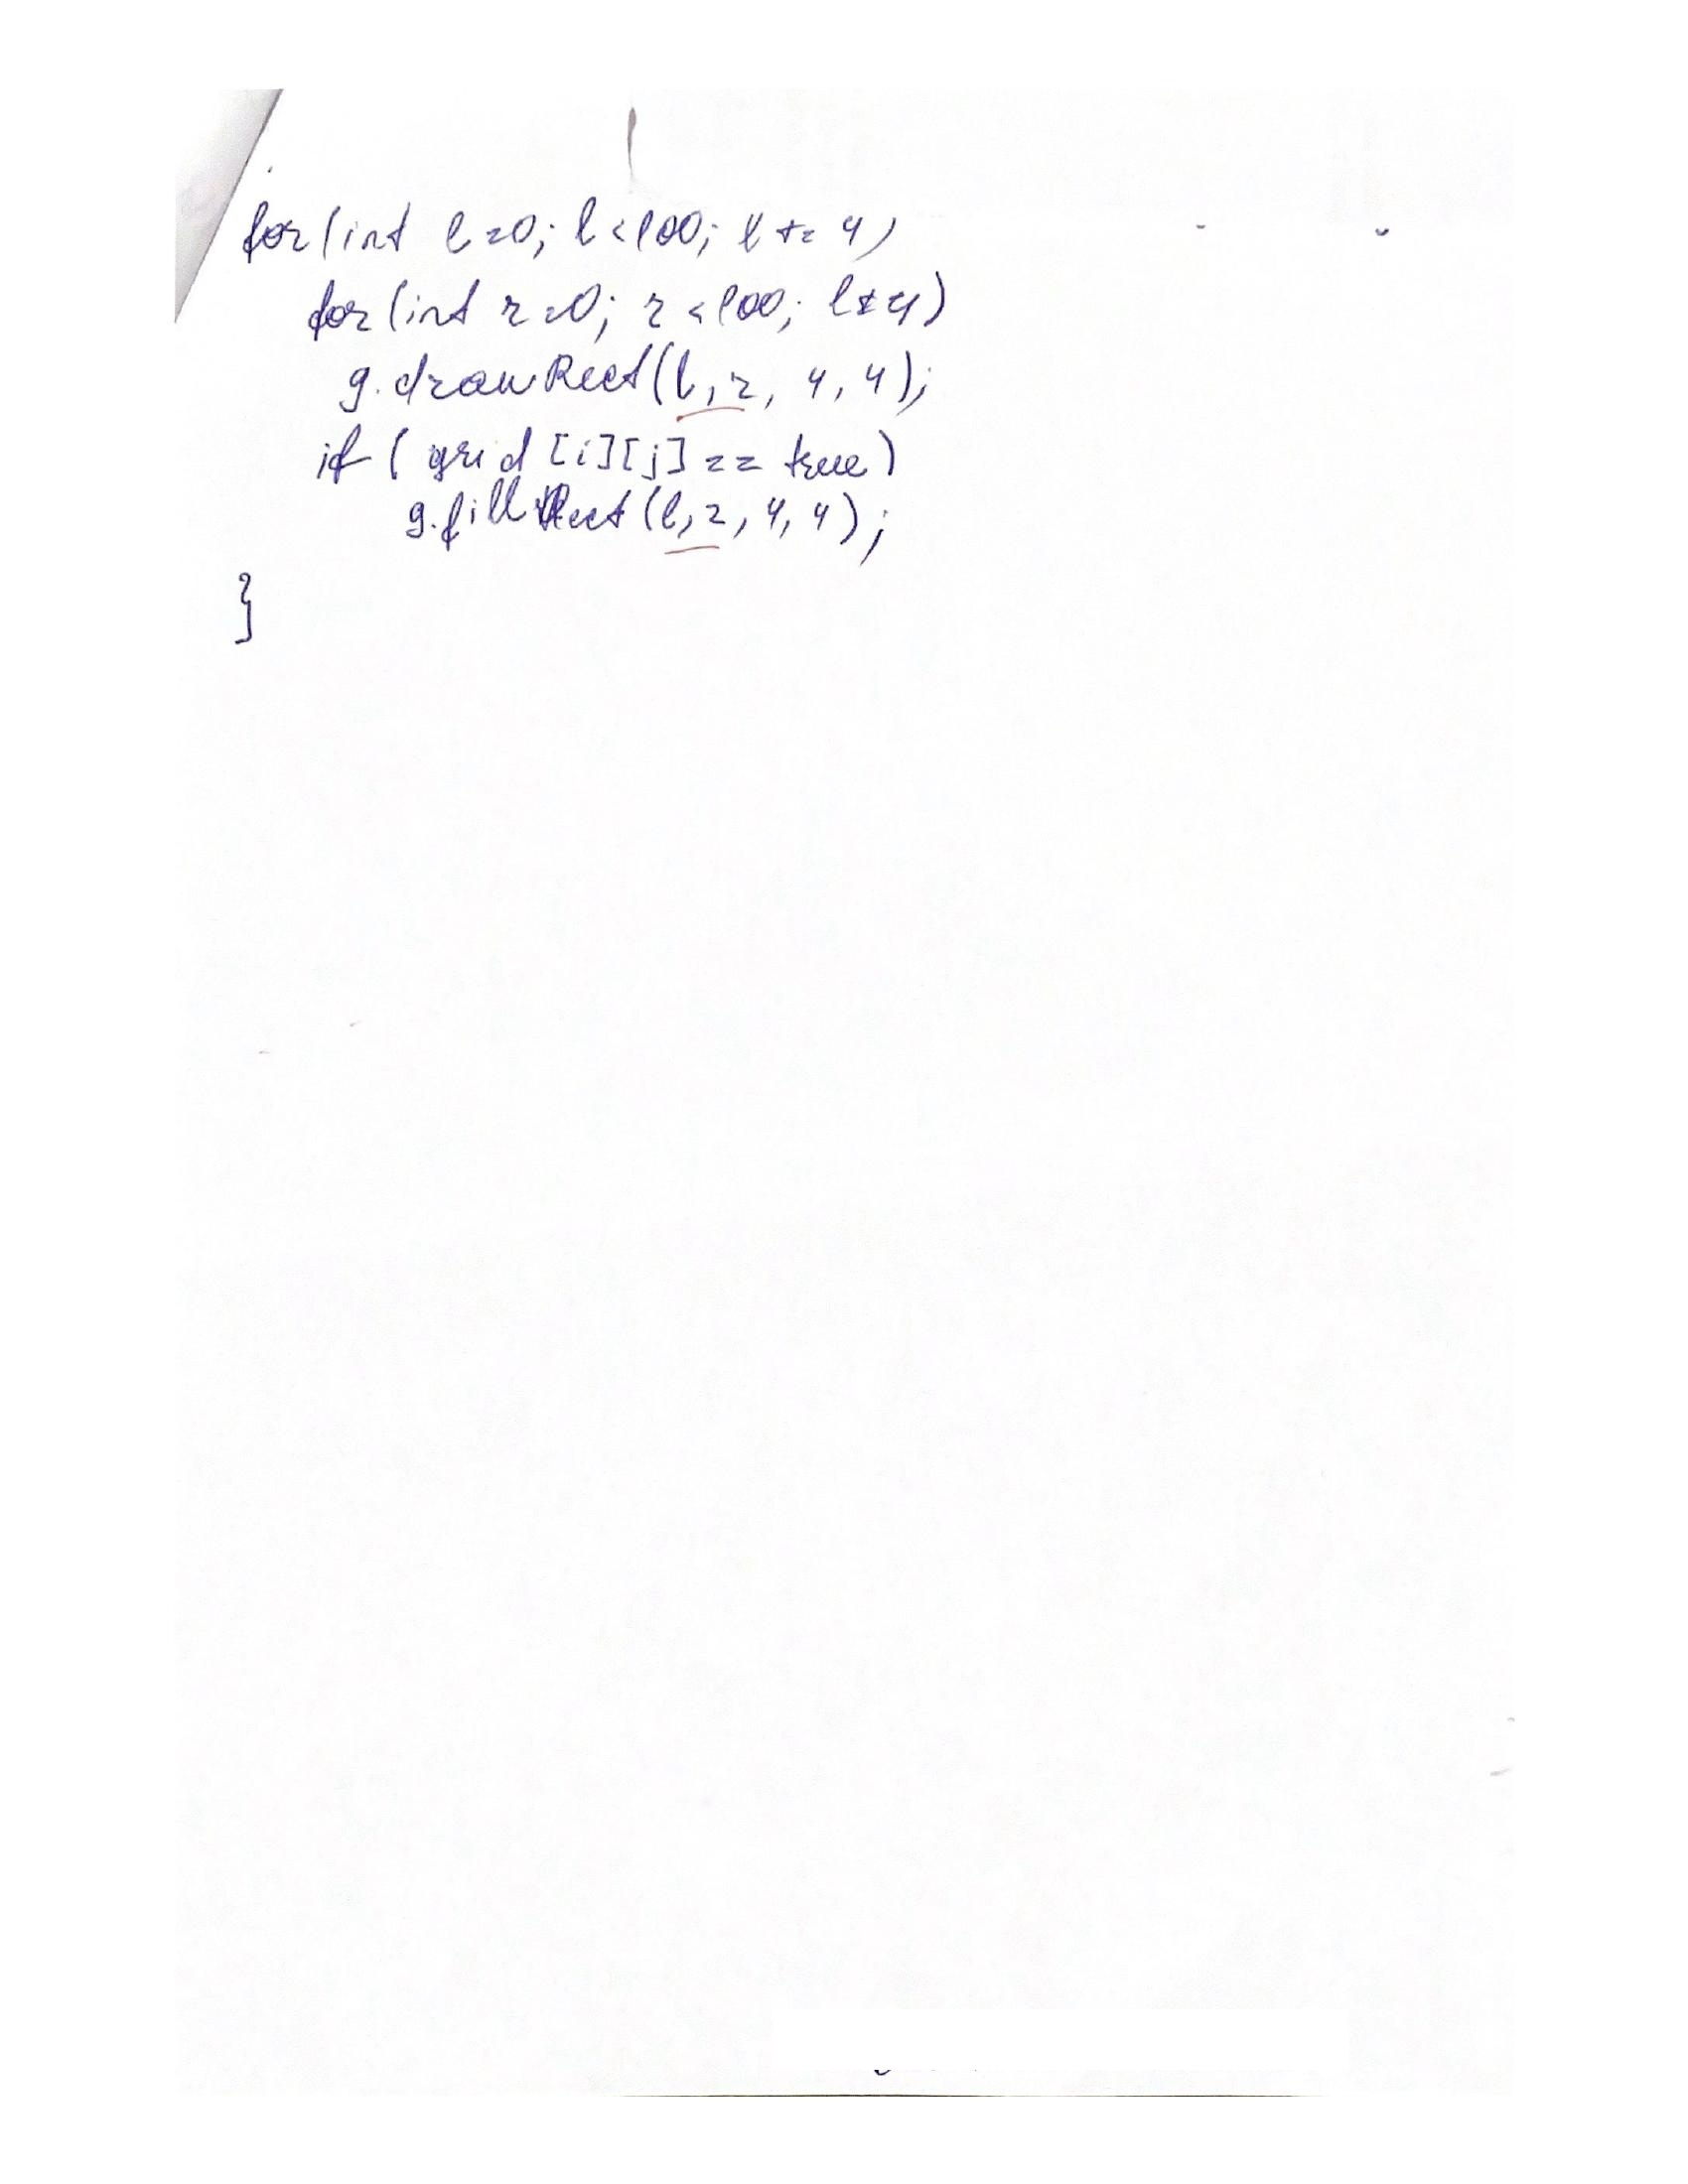 for(int l=0; l<100; l += 4)
for(int r=0; r<100; l+=4)
g.drawRect(l,r, 4,4);
if (grid[i][j] == true)
g.fillRect(l,r,4,4);
}